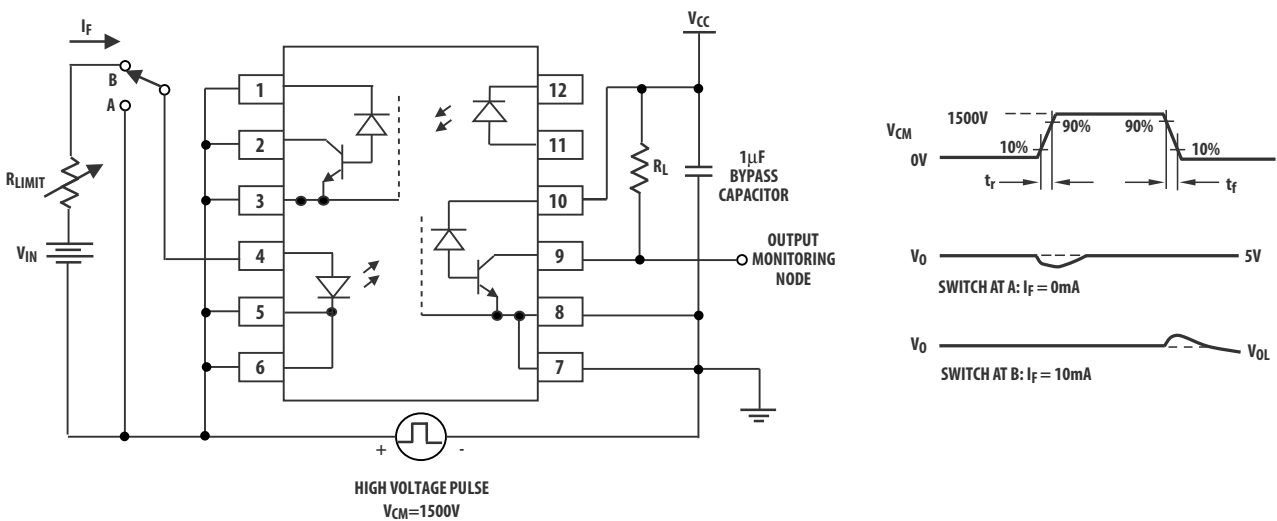 I_F
B
A
R_LIMIT
V_IN
1
2
3
4
5
6
12
11
10
9
8
7
V_CC
R_L
1μF
BYPASS
CAPACITOR
OUTPUT
MONITORING
NODE
+ -
HIGH VOLTAGE PULSE
V_CM=1500V
V_CM
1500V
0V
10% 90% 90% 10%
t_r t_f
V_O 5V
SWITCH AT A: I_F = 0mA
V_O V_OL
SWITCH AT B: I_F = 10mA